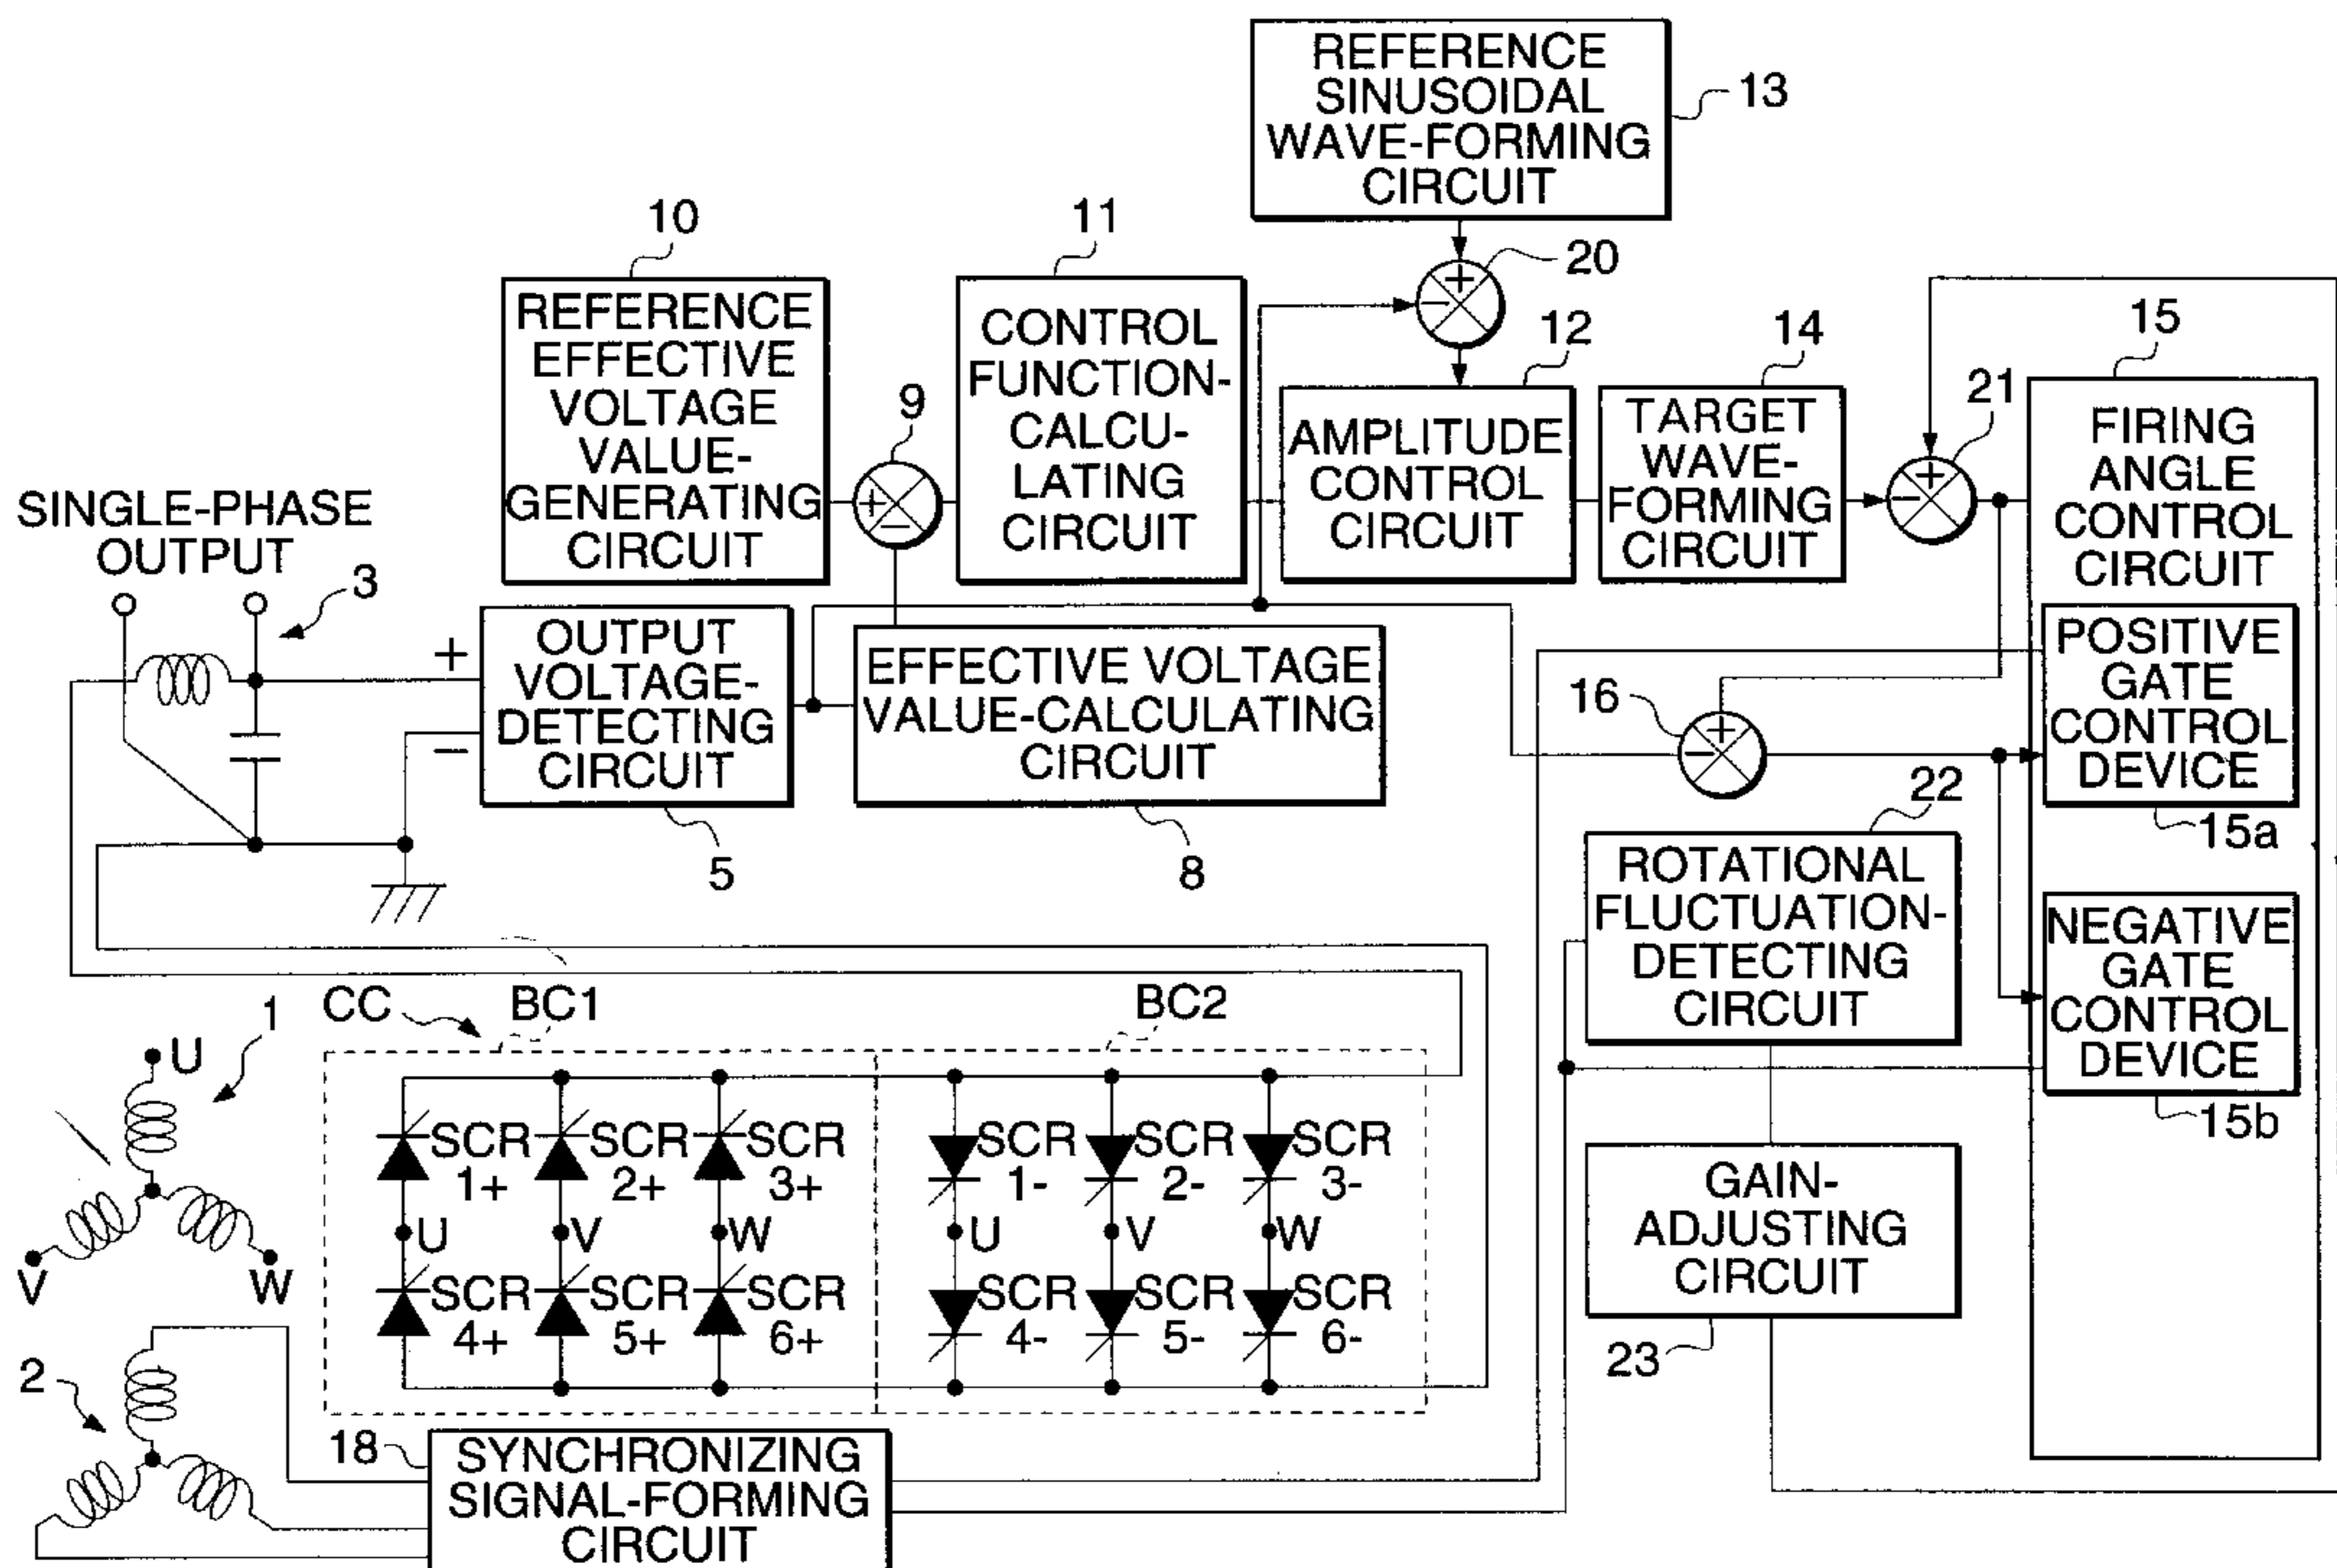 REFERENCE
SINUSOIDAL
WAVE-FORMING
CIRCUIT
13
10
11
20
REFERENCE
EFFECTIVE
VOLTAGE
VALUE-
GENERATING
CIRCUIT
9
+
−
CONTROL
FUNCTION-
CALCU-
LATING
CIRCUIT
+
−
12
AMPLITUDE
CONTROL
CIRCUIT
14
TARGET
WAVE-
FORMING
CIRCUIT
15
21
+
−
FIRING
ANGLE
CONTROL
CIRCUIT
SINGLE-PHASE
OUTPUT
3
+
−
OUTPUT
VOLTAGE-
DETECTING
CIRCUIT
5
EFFECTIVE VOLTAGE
VALUE-CALCULATING
CIRCUIT
8
16
+
−
POSITIVE
GATE
CONTROL
DEVICE
15a
22
ROTATIONAL
FLUCTUATION-
DETECTING
CIRCUIT
NEGATIVE
GATE
CONTROL
DEVICE
15b
GAIN-
ADJUSTING
CIRCUIT
23
1
U
V
W
CC
BC1
BC2
SCR
1+
SCR
2+
SCR
3+
SCR
1-
SCR
2-
SCR
3-
U
V
W
U
V
W
SCR
4+
SCR
5+
SCR
6+
SCR
4-
SCR
5-
SCR
6-
2
18
SYNCHRONIZING
SIGNAL-FORMING
CIRCUIT